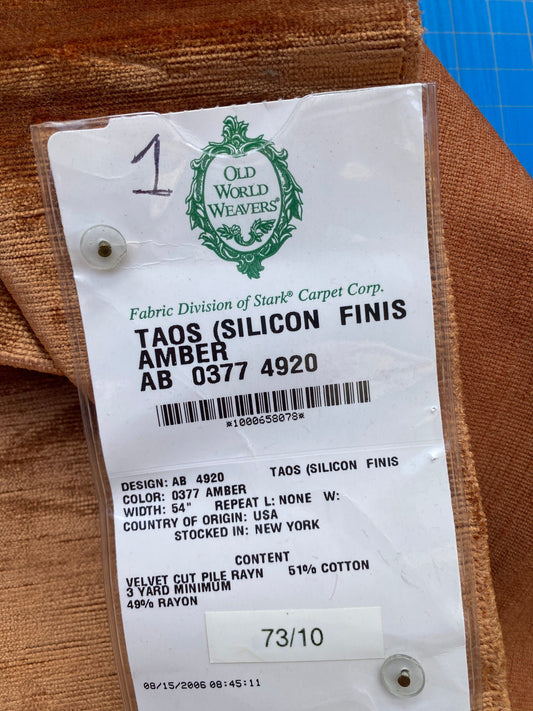 1
OLD
WORLD
WEAVERS®
Fabric Division of Stark® Carpet Corp.
TAOS (SILICON FINIS
AMBER
AB 0377 4920
*1000658078*
DESIGN: AB 4920 TAOS (SILICON FINIS
COLOR: 0377 AMBER
WIDTH: 54" REPEAT L: NONE W:
COUNTRY OF ORIGIN: USA
STOCKED IN: NEW YORK
CONTENT
VELVET CUT PILE RAYN 51% COTTON
3 YARD MINIMUM
49% RAYON
73/10
08/15/2006 08:45:11